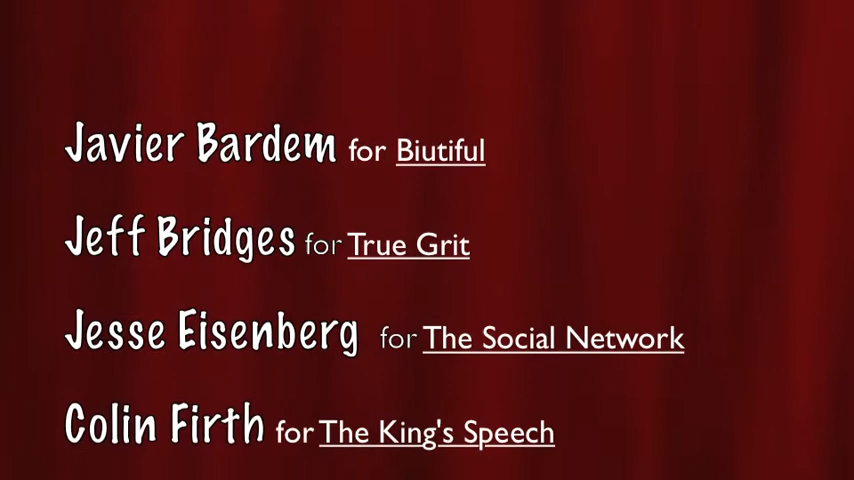 Javier Bardem for Biutiful
Jeff Bridges for True Grit
Jesse Eisenberg for The Social Network
Colin Firth for The King's Speech